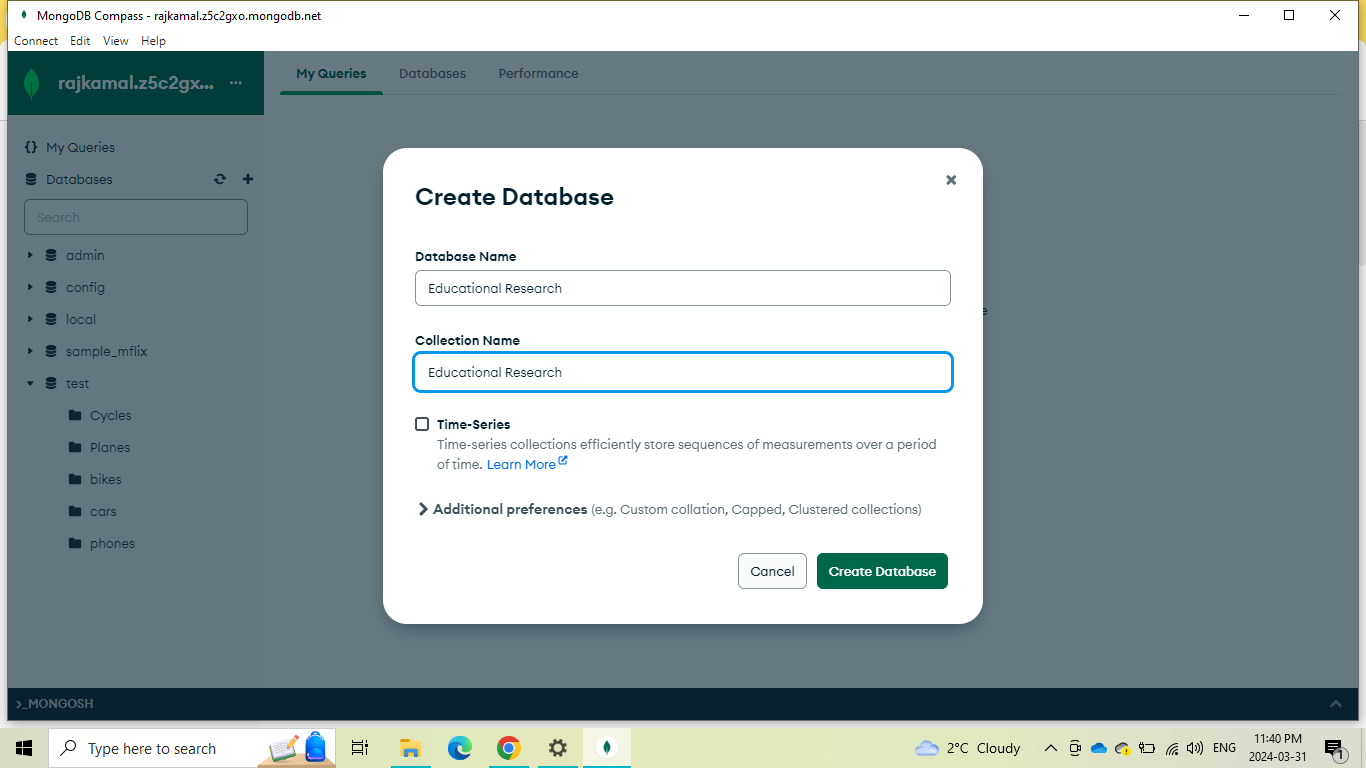 MongoDB Compass - rajkamal.z5c2gxo.mongodb.net
Connect Edit View Help
rajkamal.z5c2gx...
My Queries Databases Performance
My Queries
Databases
Search
admin
config
local
sample_mflix
test
Cycles
Planes
bikes
cars
phones
Create Database
Database Name
Educational Research
e
Collection Name
Educational Research
Time-Series
Time-series collections efficiently store sequences of measurements over a period
of time. Learn More
Additional preferences (e.g. Custom collation, Capped, Clustered collections)
Cancel Create Database
>_MONGOSH
Type here to search
2°C Cloudy
ENG
11:40 PM
2024-03-31
1